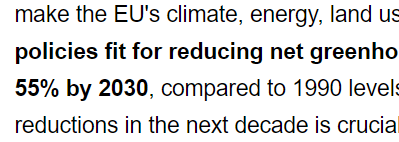 make the EU's climate, energy, land us
policies fit for reducing net greenho
55% by 2030, compared to 1990 levels
reductions in the next decade is crucial